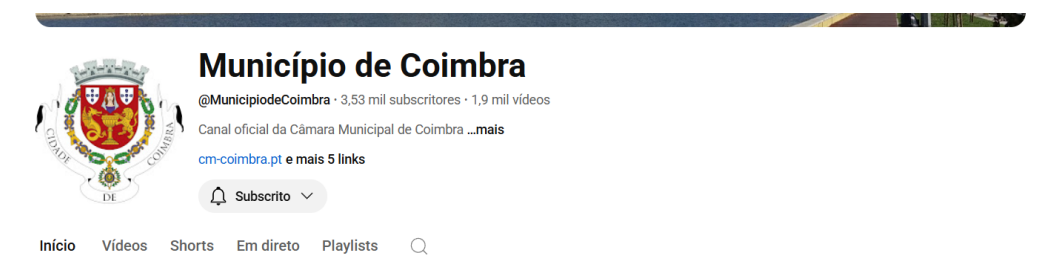 Município de Coimbra
@MunicipiodeCoimbra · 3,53 mil subscritores · 1,9 mil vídeos
Canal oficial da Câmara Municipal de Coimbra ...mais
cm-coimbra.pt e mais 5 links
CIDADE DE COIMBRA
Subscrito
Início Vídeos Shorts Em direto Playlists